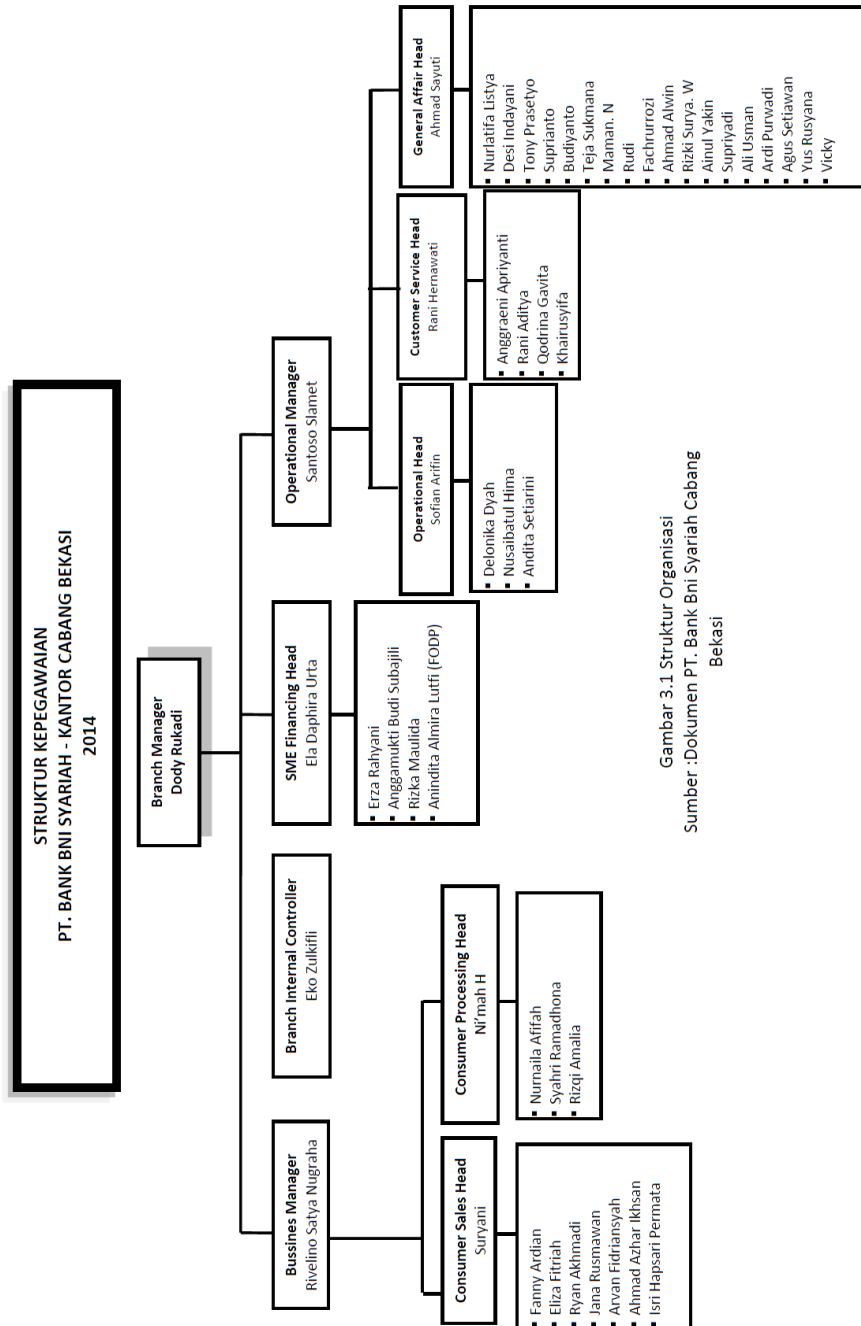 STRUKTUR KEPEGAWAIAN
PT. BANK BNI SYARIAH - KANTOR CABANG BEKASI
2014
Branch Manager
Dody Rukadi
Bussines Manager
Rivelino Satya Nugraha
Branch Internal Controller
Eko Zulkifli
SME Financing Head
Ela Daphira Urta
Operational Manager
Santoso Slamet
▪ Erza Rahyani
▪ Anggamukti Budi Subajili
▪ Rizka Maulida
▪ Anindita Almira Lutfi (FODP)
Consumer Sales Head
Suryani
Consumer Processing Head
Ni'mah H
Operational Head
Sofian Arifin
Customer Service Head
Rani Hernawati
General Affair Head
Ahmad Sayuti
▪ Fanny Ardian
▪ Eliza Fitriah
▪ Ryan Akhmadi
▪ Jana Rusmawan
▪ Arvan Fidriansyah
▪ Ahmad Azhar Ikhsan
▪ Isri Hapsari Permata
▪ Nurnaila Afifah
▪ Syahri Ramadhona
▪ Rizqi Amalia
▪ Delonika Dyah
▪ Nusaibatul Hima
▪ Andita Setiarini
▪ Anggraeni Apriyanti
▪ Rani Aditya
▪ Qodrina Gavita
▪ Khairusyifa
▪ Nurlatifa Listya
▪ Desi Indayani
▪ Tony Prasetyo
▪ Suprianto
▪ Budiyanto
▪ Teja Sukmana
▪ Maman. N
▪ Rudi
▪ Fachrurrozi
▪ Ahmad Alwin
▪ Rizki Surya. W
▪ Ainul Yakin
▪ Supriyadi
▪ Ali Usman
▪ Ardi Purwadi
▪ Agus Setiawan
▪ Yus Rusyana
▪ Vicky
Gambar 3.1 Struktur Organisasi
Sumber :Dokumen PT. Bank Bni Syariah Cabang
Bekasi